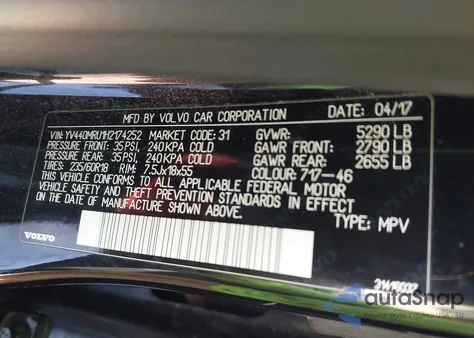 MFD BY VOLVO CAR CORPORATION DATE: 04/17
VIN: YV440MRU1H2174252 MARKET CODE: 31 GVWR: 5290 LB
PRESSURE FRONT: 35 PSI, 240 KPA COLD GAWR FRONT: 2790 LB
PRESSURE REAR: 35 PSI, 240 KPA COLD GAWR REAR: 2655 LB
TIRES: 235/60R18 RIM: 7.5Jx18x55 COLOUR: 717-46
THIS VEHICLE CONFORMS TO ALL APPLICABLE FEDERAL MOTOR
VEHICLE SAFETY AND THEFT PREVENTION STANDARDS IN EFFECT
ON DATE OF MANUFACTURE SHOWN ABOVE.
TYPE: MPV
VOLVO
autoSnap